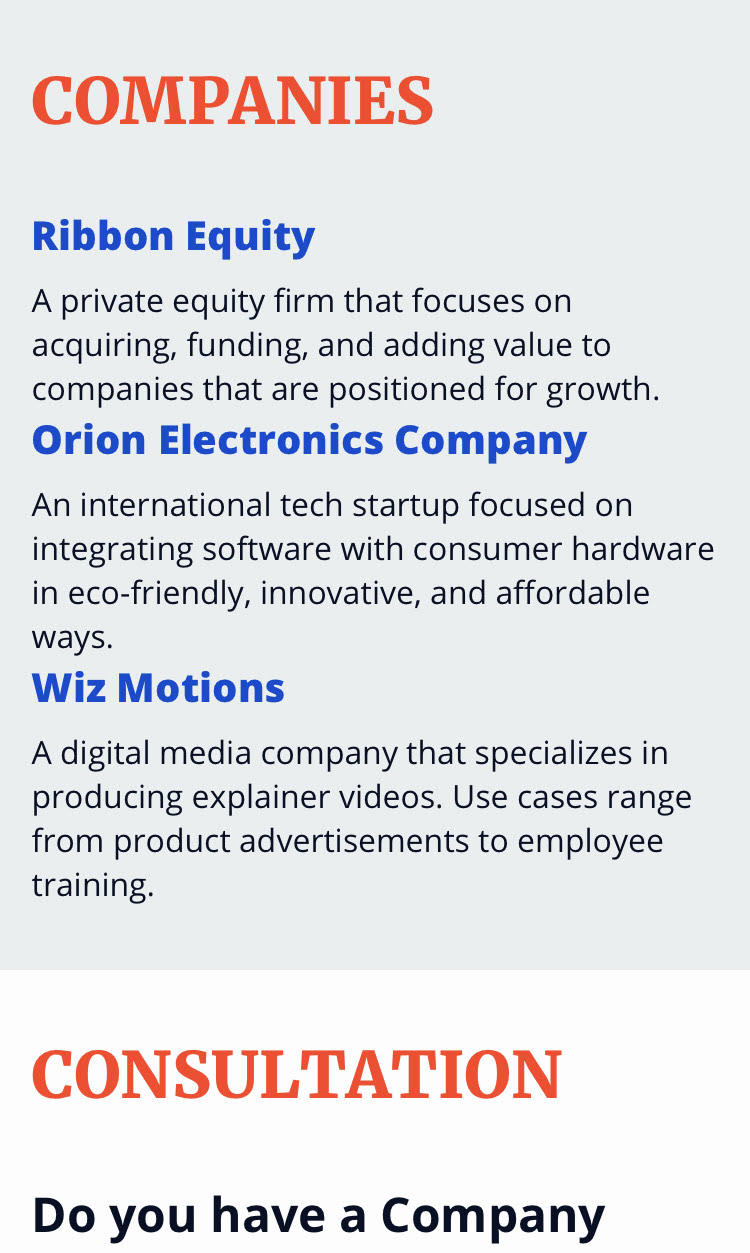 COMPANIES
Ribbon Equity
A private equity firm that focuses on
acquiring, funding, and adding value to
companies that are positioned for growth.
Orion Electronics Company
An international tech startup focused on
integrating software with consumer hardware
in eco-friendly, innovative, and affordable
ways.
Wiz Motions
A digital media company that specializes in
producing explainer videos. Use cases range
from product advertisements to employee
training.
CONSULTATION
Do you have a Company